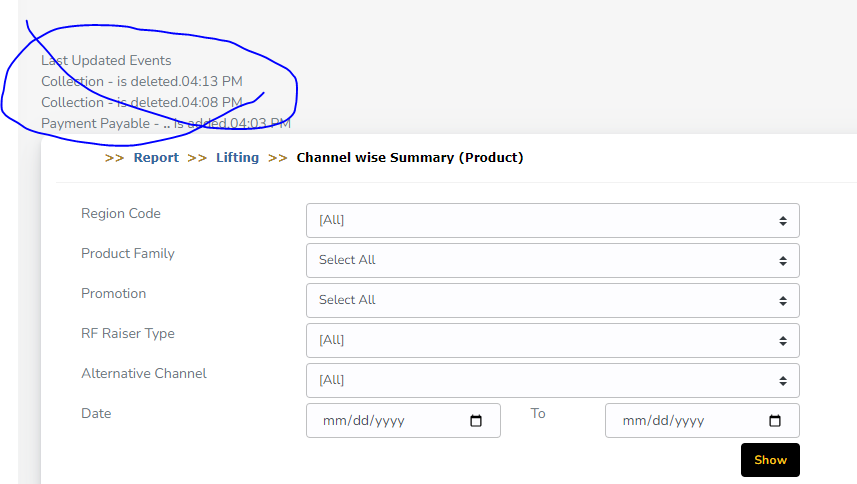 Last Updated Events
Collection - is deleted.04:13 PM
Collection - is deleted.04:08 PM
Payment Payable - .. is added.04:03 PM
>> Report >> Lifting >> Channel wise Summary (Product)
Region Code [All]
Product Family Select All
Promotion Select All
RF Raiser Type [All]
Alternative Channel [All]
Date mm/dd/yyyy To mm/dd/yyyy
Show